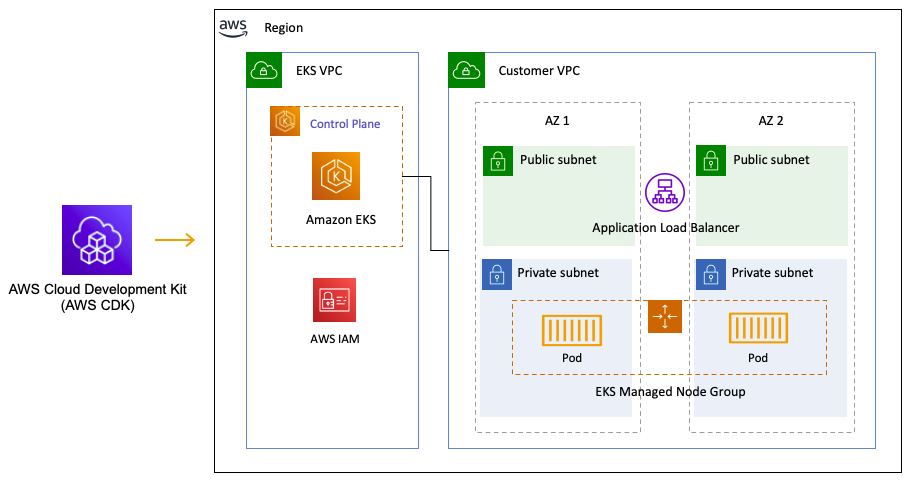 aws
Region
EKS VPC
Control Plane
Amazon EKS
AWS IAM
Customer VPC
AZ 1
AZ 2
Public subnet
Public subnet
Application Load Balancer
Private subnet
Private subnet
Pod
Pod
EKS Managed Node Group
AWS Cloud Development Kit
(AWS CDK)